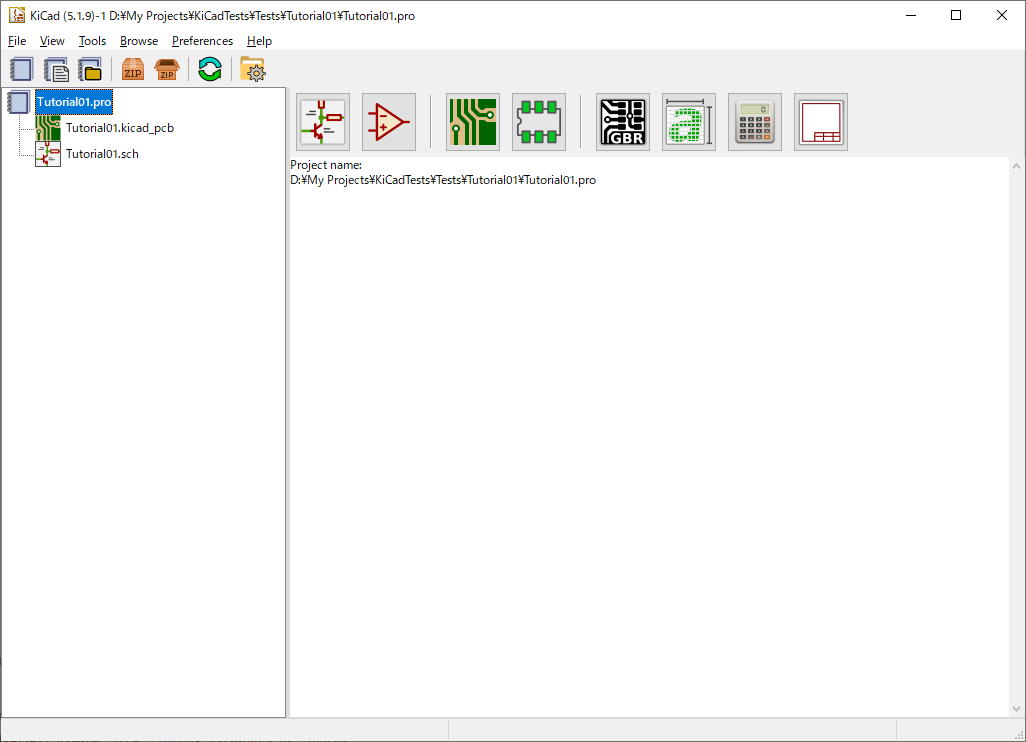 KiCad (5.1.9)-1 D:¥My Projects¥KiCadTests¥Tests¥Tutorial01¥Tutorial01.pro
File View Tools Browse Preferences Help
ZIP ZIP
Tutorial01.pro
Tutorial01.kicad_pcb
Tutorial01.sch
GBR a 0.
Project name:
D:¥My Projects¥KiCadTests¥Tests¥Tutorial01¥Tutorial01.pro